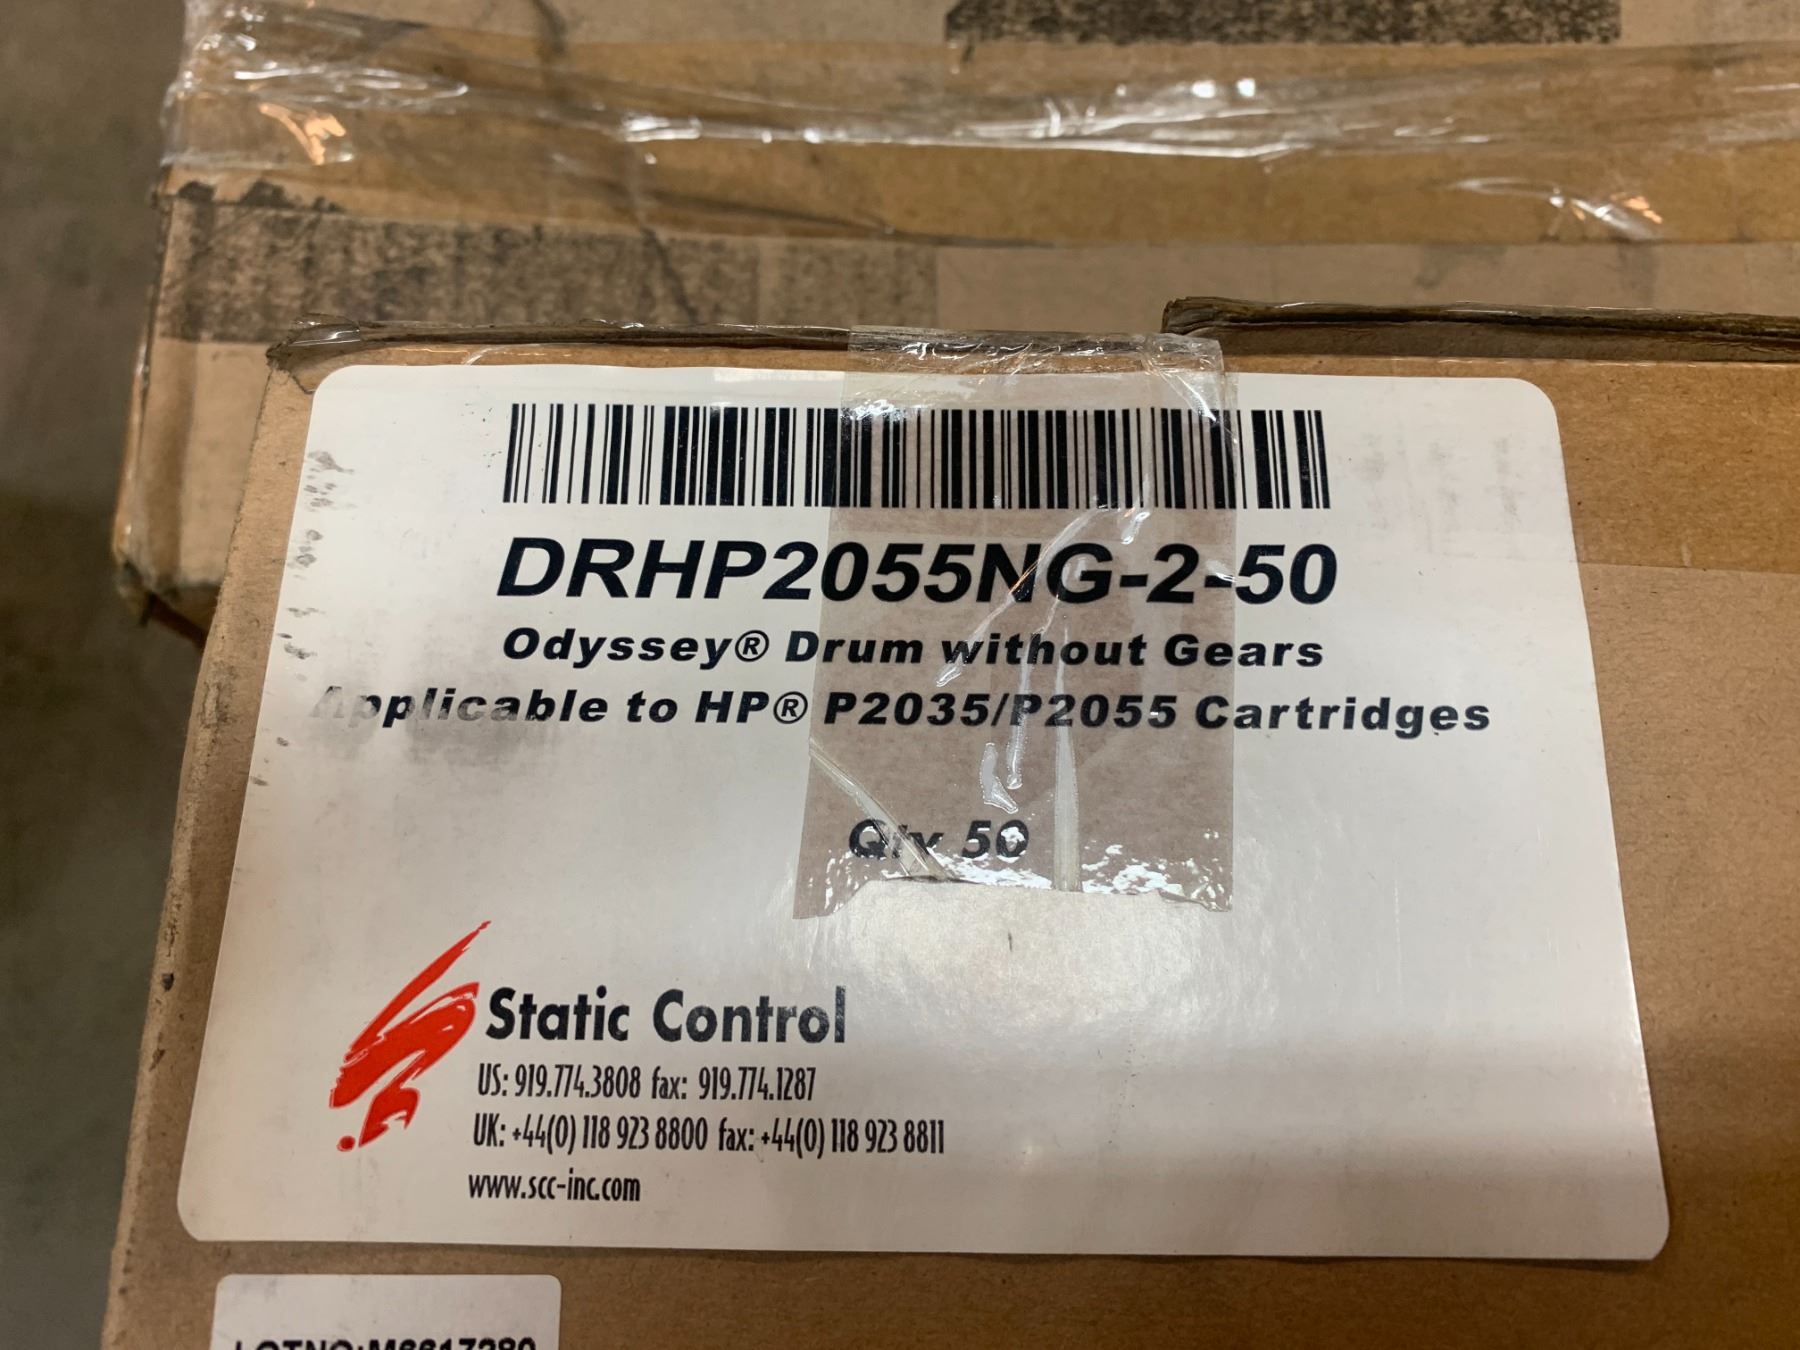 DRHP2055NG-2-50
Odyssey® Drum without Gears
Applicable to HP® P2035/P2055 Cartridges
Qty 50
Static Control
US: 919.774.3808 fax: 919.774.1287
UK: +44(0) 118 923 8800 fax: +44(0) 118 923 8811
www.scc-inc.com
LOTNO:M6617280